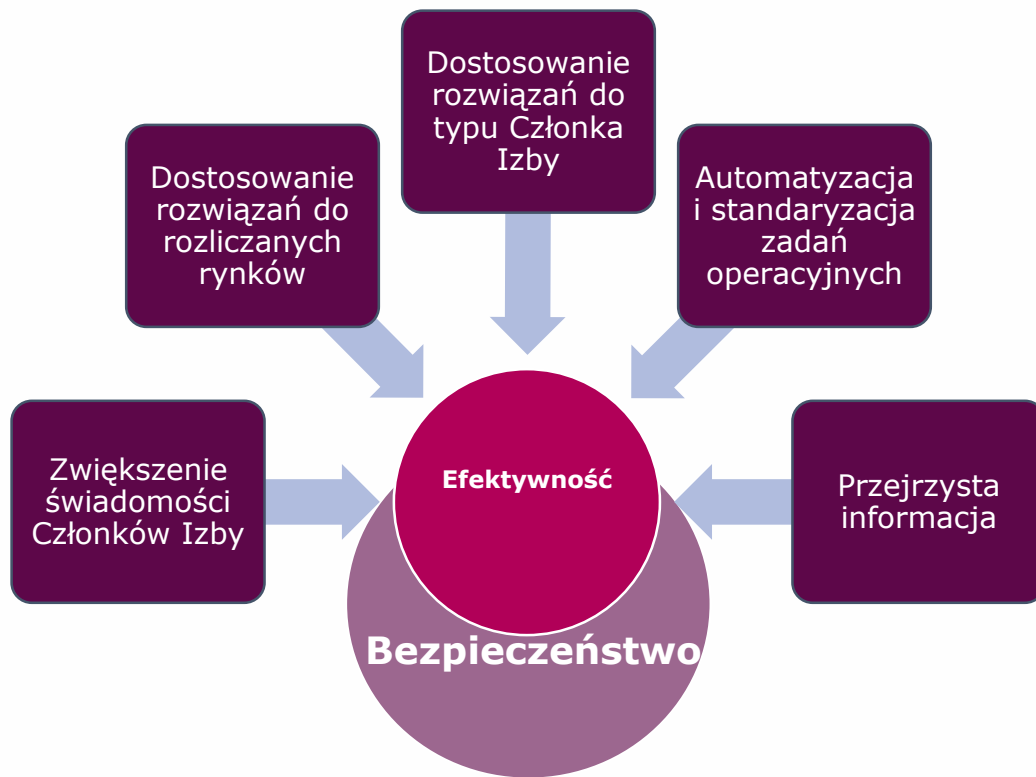 Dostosowanie
rozwiązań do
typu Członka
Izby
Dostosowanie
rozwiązań do
rozliczanych
rynków
Automatyzacja
i standaryzacja
zadań
operacyjnych
Zwiększenie
świadomości
Członków Izby
Efektywność
Przejrzysta
informacja
Bezpieczeństwo